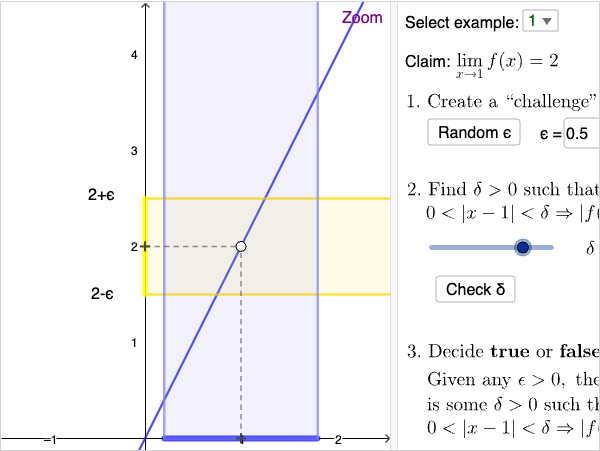 Zoom
4
3
2+ϵ
2
2-ϵ
1
−1
2
Select example: 1
Claim: lim x→1 f(x) = 2
1. Create a “challenge”
Random ϵ
ϵ = 0.5
2. Find δ > 0 such that
0 < |x − 1| < δ ⇒ |f(
δ
Check δ
3. Decide true or false
Given any ϵ > 0, the
is some δ > 0 such th
0 < |x − 1| < δ ⇒ |f(